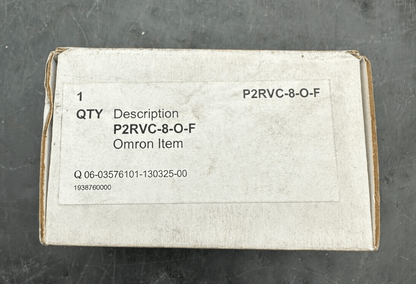 1 P2RVC-8-O-F
QTY Description
P2RVC-8-O-F
Omron Item
Q 06-03576101-130325-00
1938760000